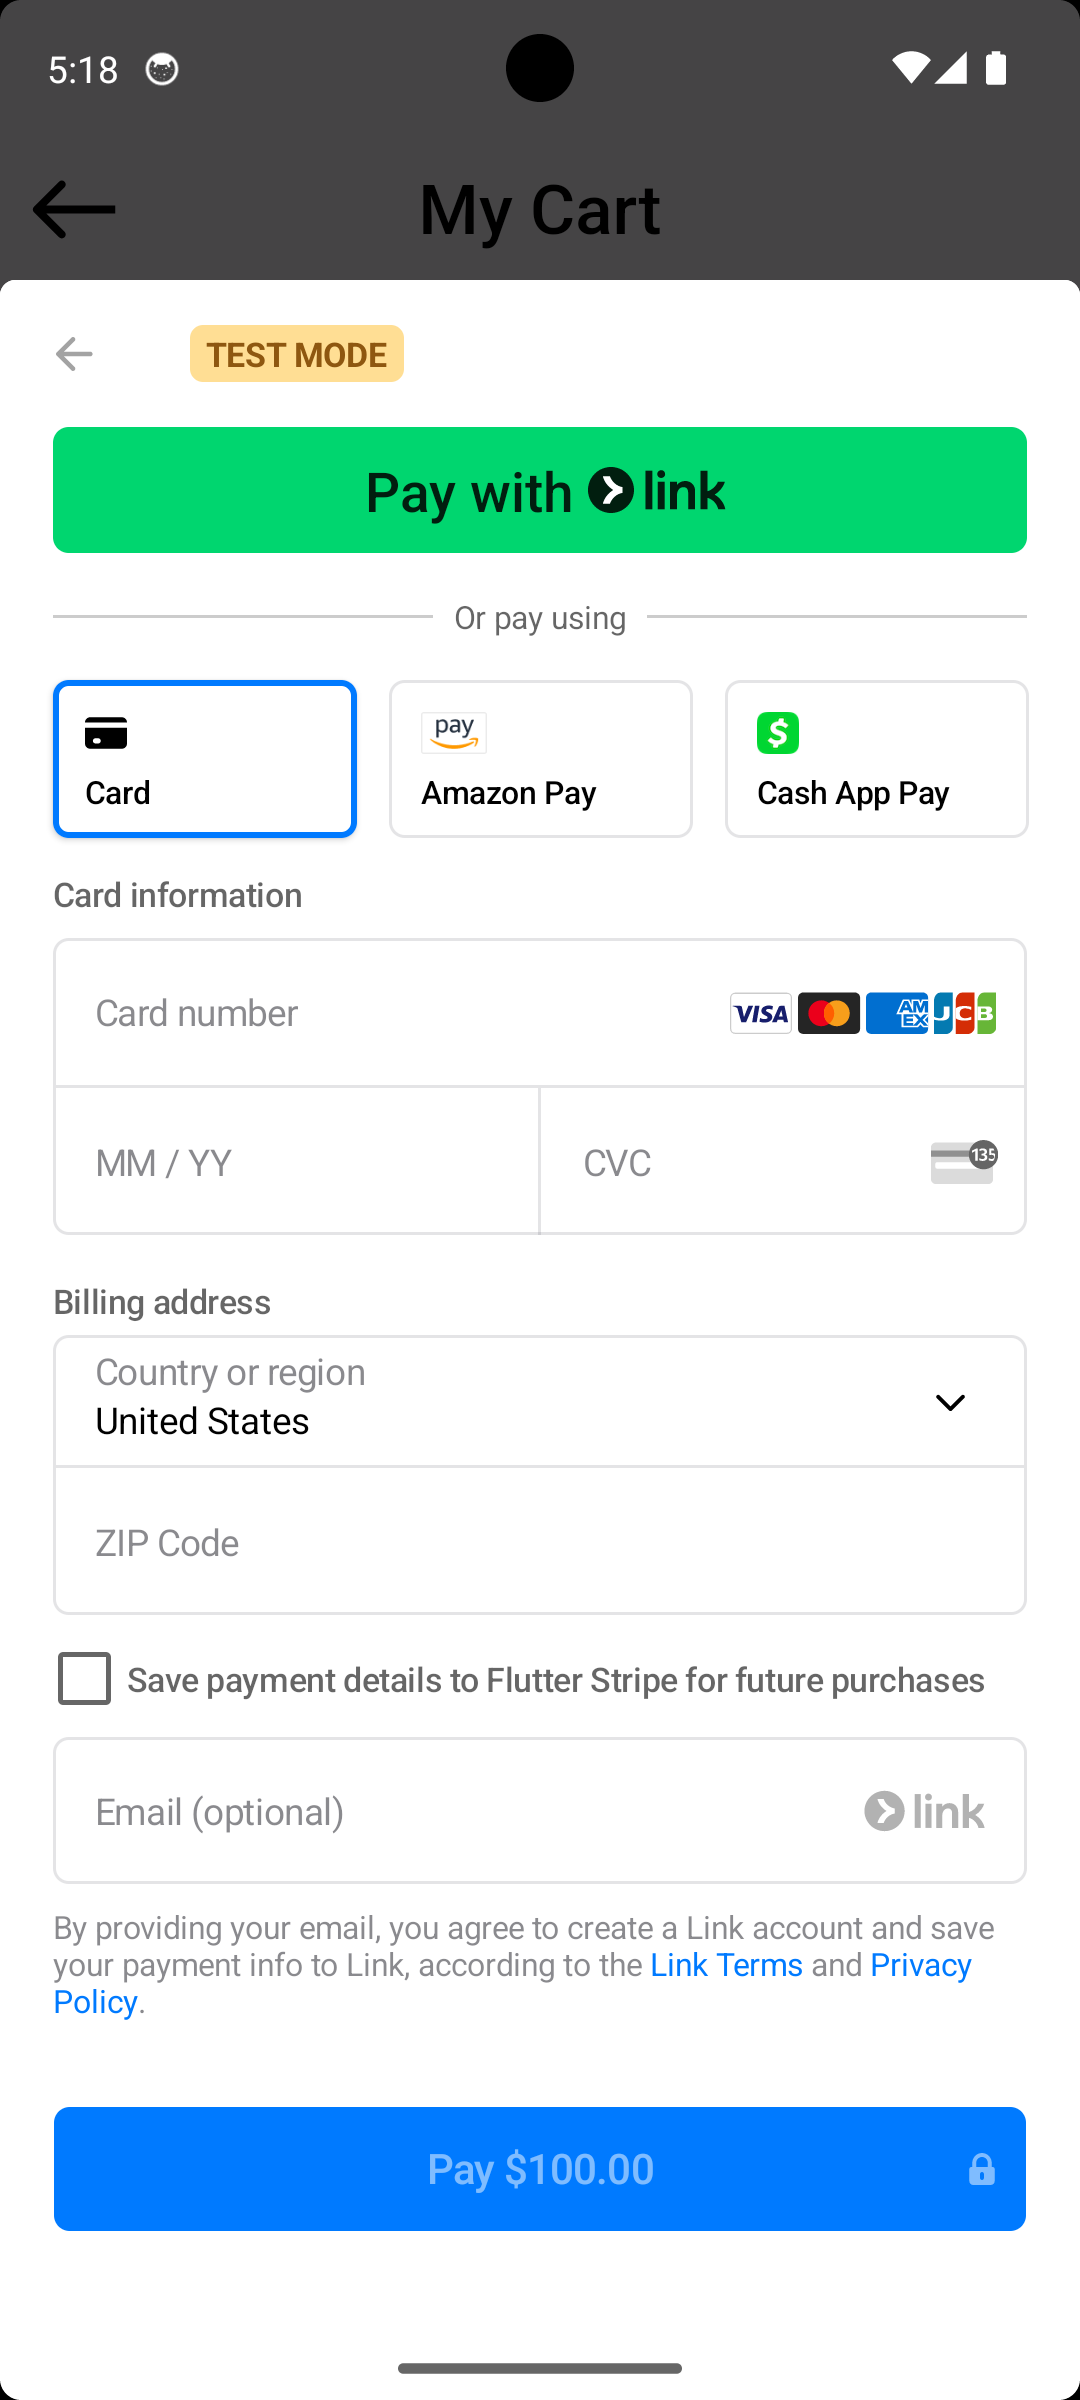 5:18
My Cart
TEST MODE
Pay with link
Or pay using
Card
pay
Amazon Pay
$
Cash App Pay
Card information
Card number
VISA
AM
EX
JCB
MM / YY
CVC
135
Billing address
Country or region
United States
ZIP Code
Save payment details to Flutter Stripe for future purchases
Email (optional)
link
By providing your email, you agree to create a Link account and save
your payment info to Link, according to the Link Terms and Privacy
Policy.
Pay $100.00